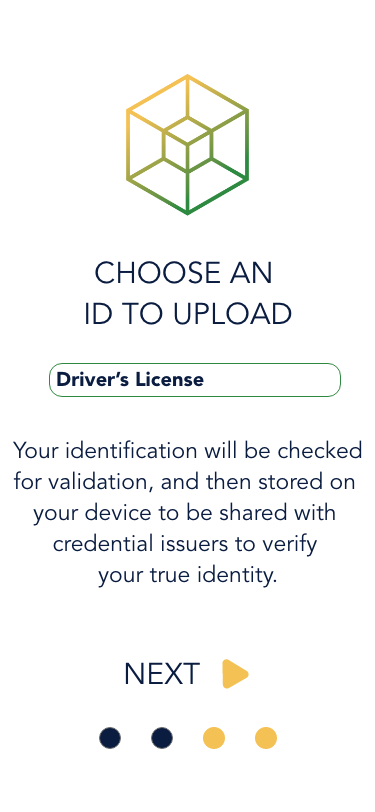 CHOOSE AN
ID TO UPLOAD
Driver’s License
Your identification will be checked
for validation, and then stored on
your device to be shared with
credential issuers to verify
your true identity.
NEXT